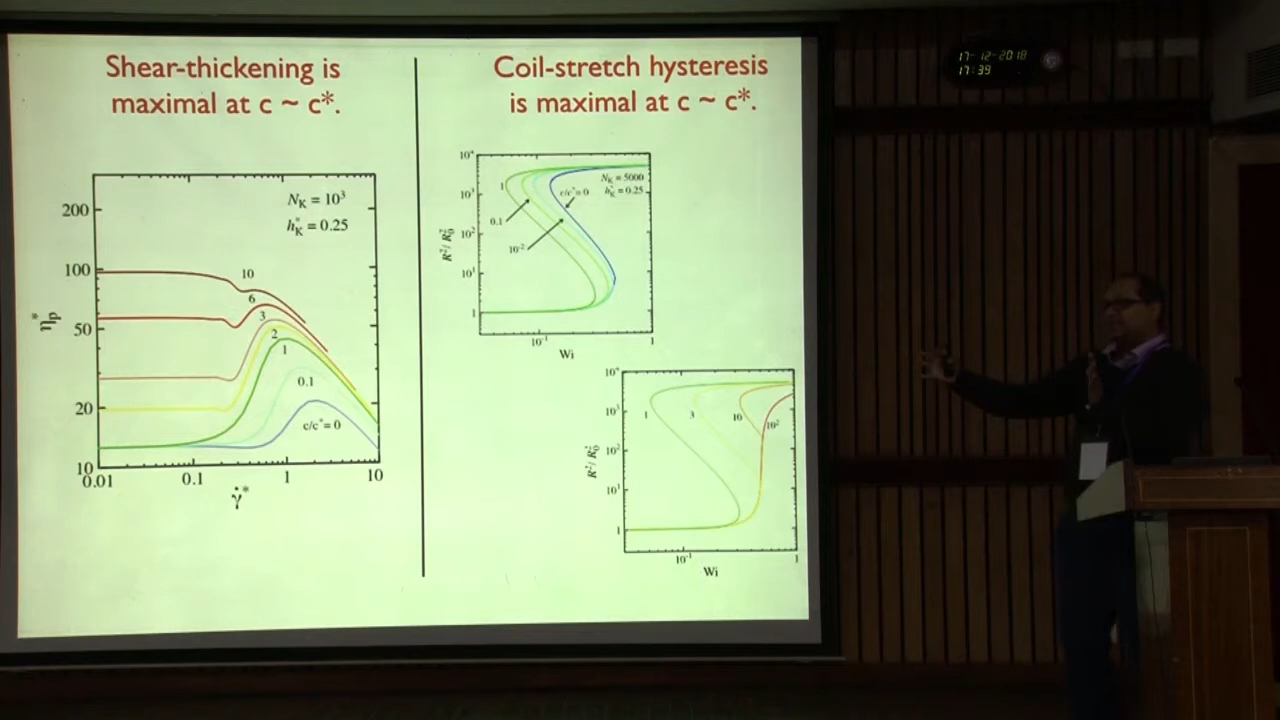 Shear-thickening is
maximal at c ~ c*.
Coil-stretch hysteresis
is maximal at c ~ c*.
17-12-2018
17:39
N_K = 10³
h*_K = 0.25
200
100
50
20
10
η*_p
10
6
3
2
1
0.1
c/c* = 0
0.01
0.1
1
10
γ̇*
10⁴
10³
10²
10¹
1
R²/R₀²
N_K = 5000
h*_K = 0.25
c/c* = 0
1
0.1
10⁻²
10⁻¹
1
Wi
10⁴
10³
10²
10¹
1
R²/R₀²
1
3
10
10²
10⁻¹
1
Wi